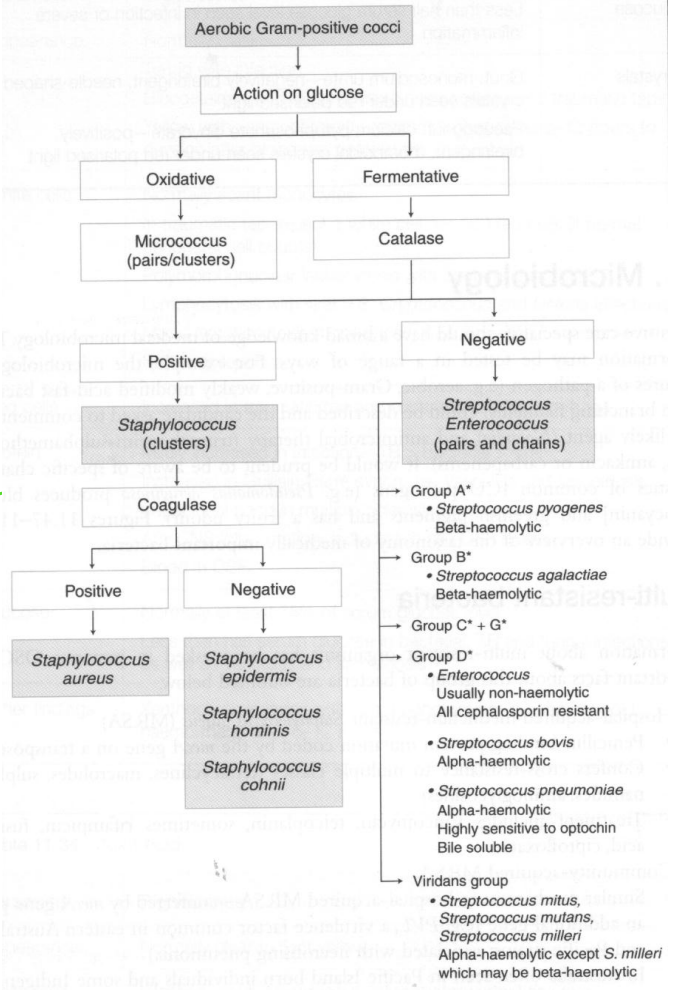 Aerobic Gram-positive cocci
Action on glucose
Oxidative
Fermentative
Micrococcus
(pairs/clusters)
Catalase
Positive
Negative
Staphylococcus
(clusters)
Streptococcus
Enterococcus
(pairs and chains)
Coagulase
Positive
Negative
Staphylococcus
aureus
Staphylococcus
epidermis
Staphylococcus
hominis
Staphylococcus
cohnii
Group A*
• Streptococcus pyogenes
Beta-haemolytic
Group B*
• Streptococcus agalactiae
Beta-haemolytic
Group C* + G*
Group D*
• Enterococcus
Usually non-haemolytic
All cephalosporin resistant
• Streptococcus bovis
Alpha-haemolytic
• Streptococcus pneumoniae
Alpha-haemolytic
Highly sensitive to optochin
Bile soluble
Viridans group
• Streptococcus mitus,
Streptococcus mutans,
Streptococcus milleri
Alpha-haemolytic except S. milleri
which may be beta-haemolytic